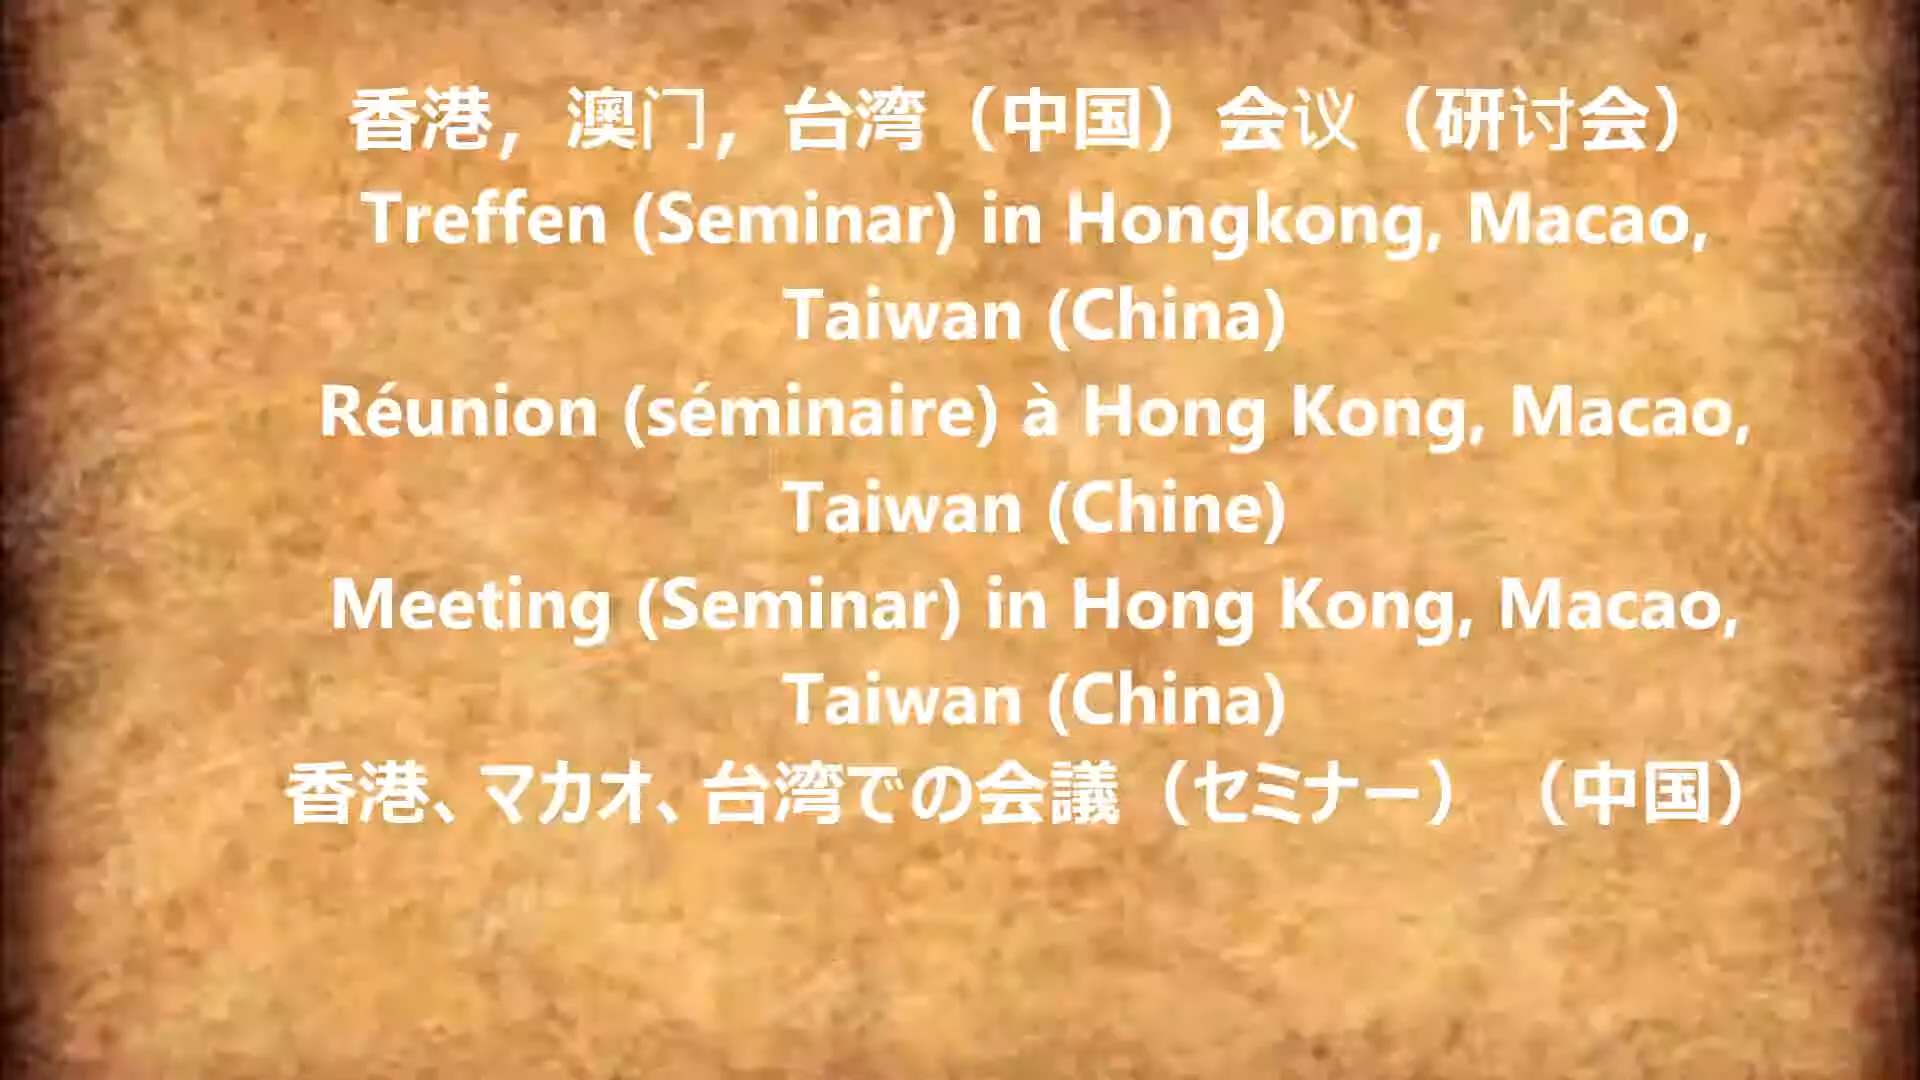 香港，澳门，台湾（中国）会议（研讨会）
Treffen (Seminar) in Hongkong, Macao,
Taiwan (China)
Réunion (séminaire) à Hong Kong, Macao,
Taiwan (Chine)
Meeting (Seminar) in Hong Kong, Macao,
Taiwan (China)
香港、マカオ、台湾での会議（セミナー）（中国）